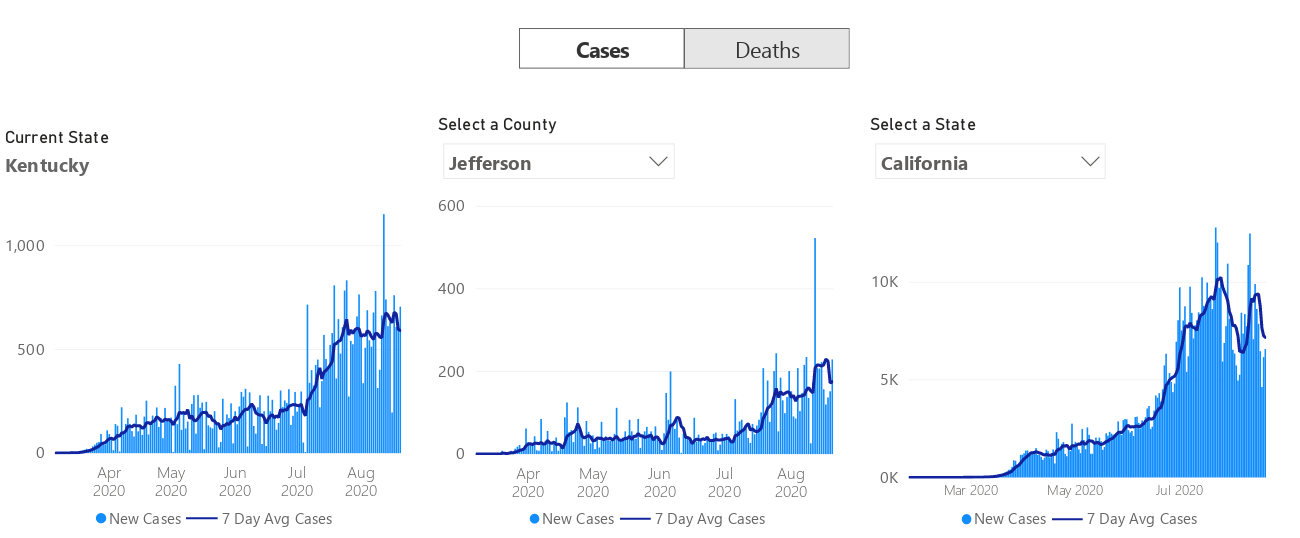 Cases Deaths
Current State
Kentucky
1,000
500
0
Apr May Jun Jul Aug
2020 2020 2020 2020 2020
New Cases 7 Day Avg Cases
Select a County
Jefferson
600
400
200
0
Apr May Jun Jul Aug
2020 2020 2020 2020 2020
New Cases 7 Day Avg Cases
Select a State
California
10K
5K
0K
Mar 2020 May 2020 Jul 2020
New Cases 7 Day Avg Cases